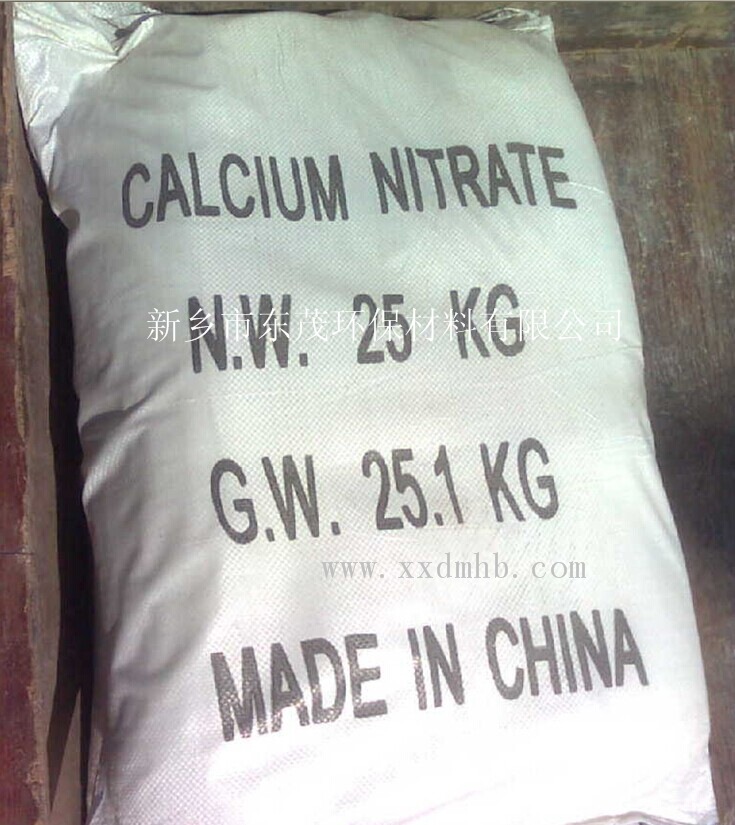 CALCIUM NITRATE
新乡市东茂环保材料有限公司
N.W. 25 KG
G.W. 25.1 KG
www.xxdmhb.com
MADE IN CHINA